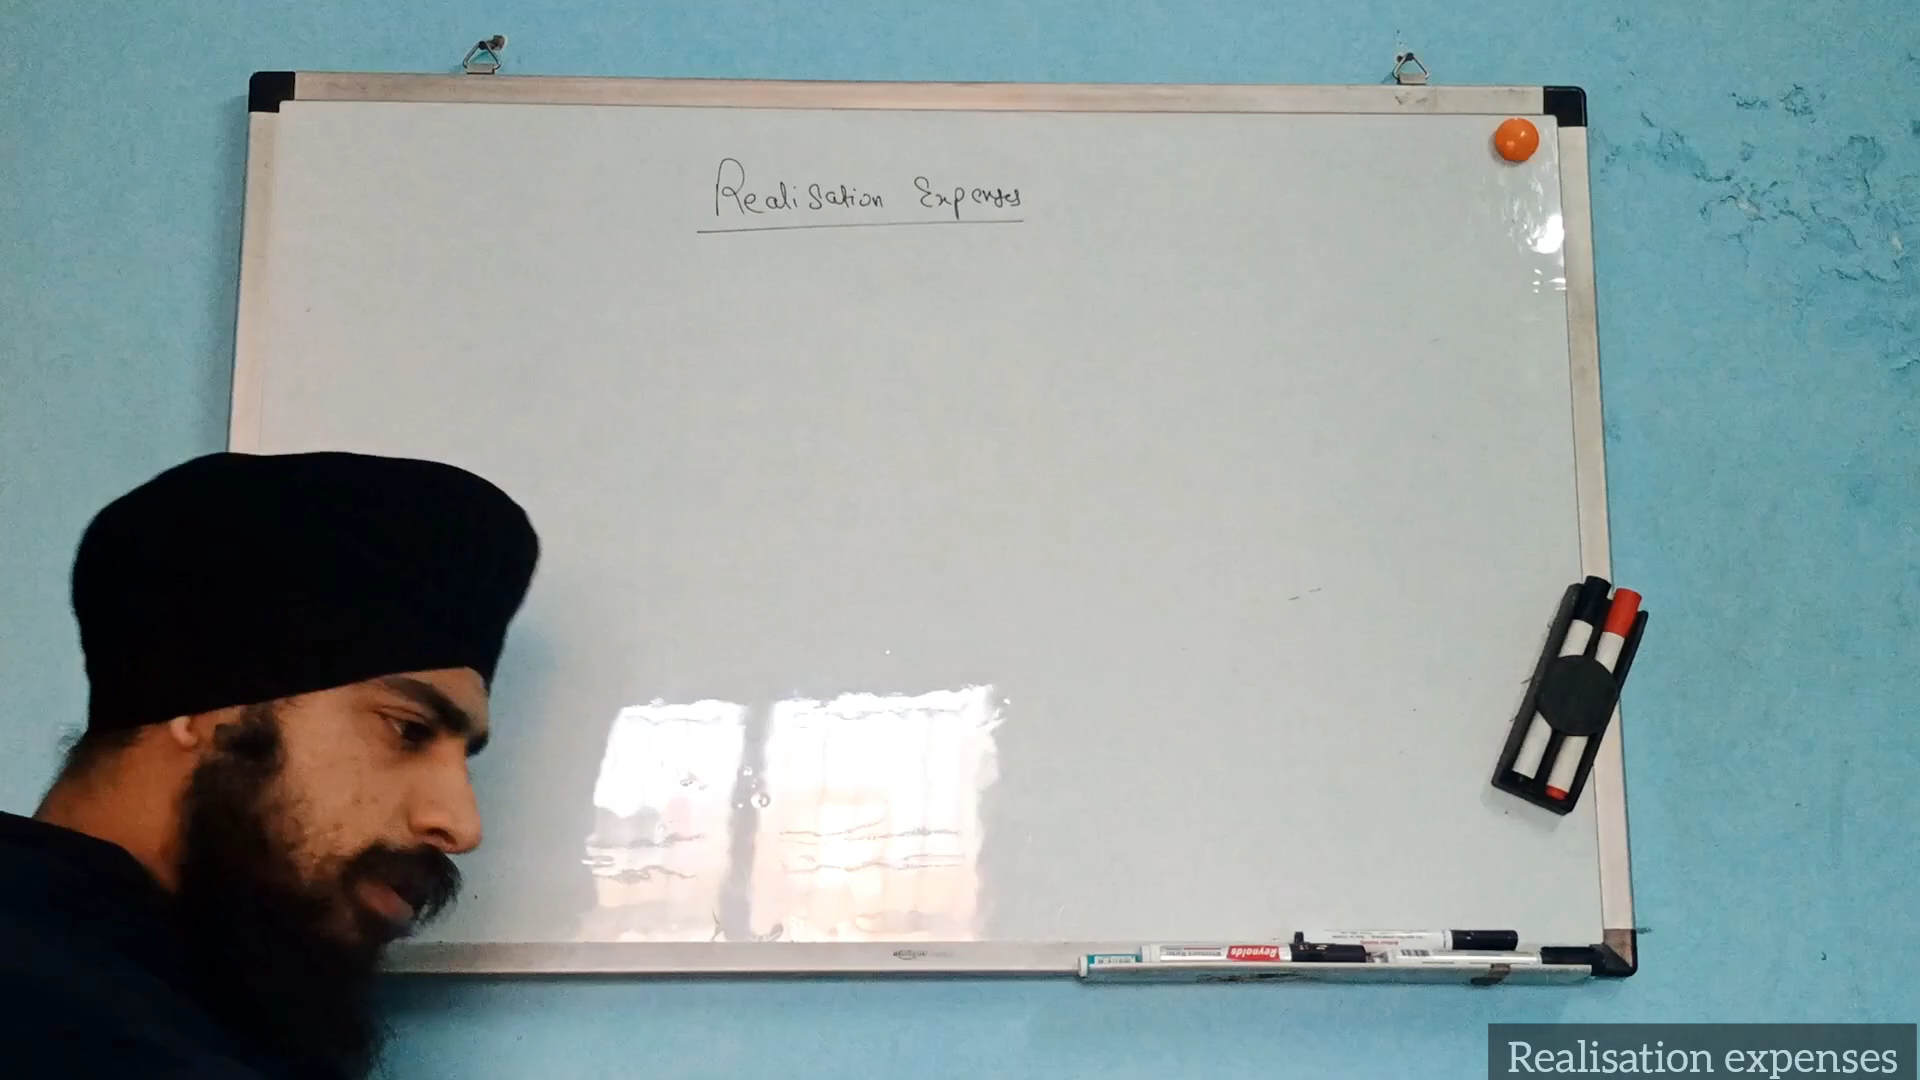 Realisation Expenses
Reynolds
Realisation expenses